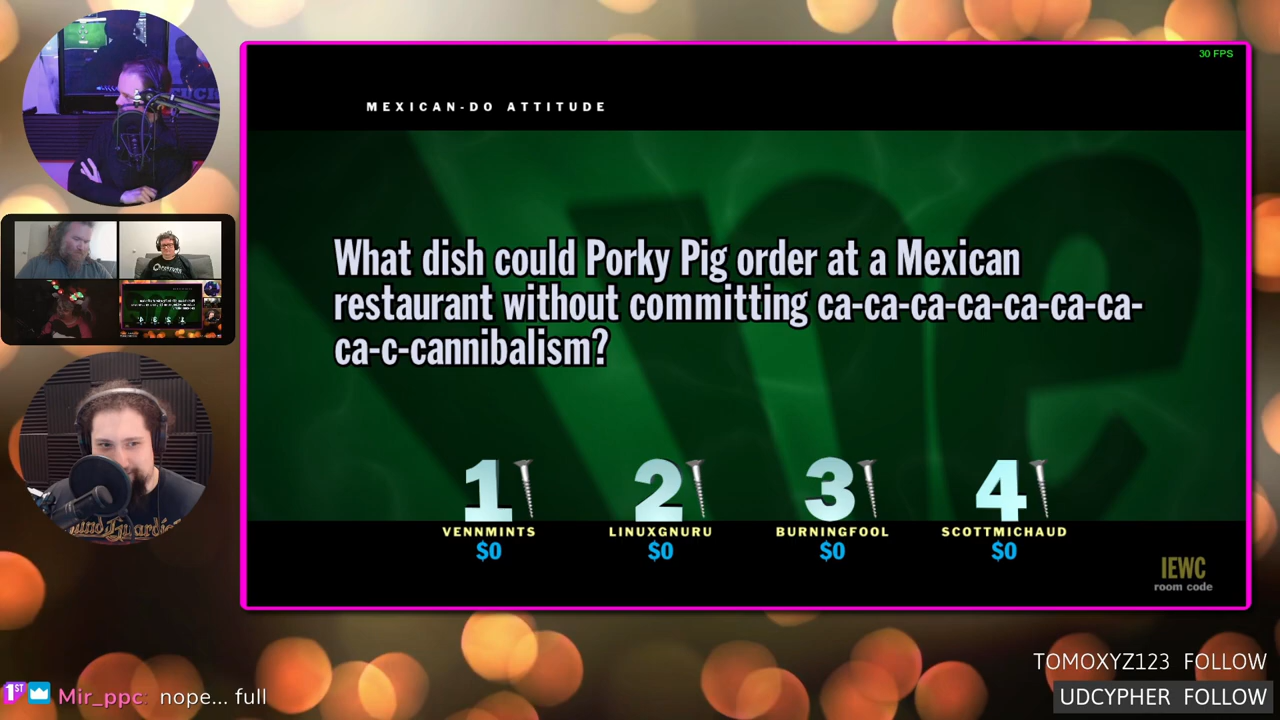 30 FPS
MEXICAN-DO ATTITUDE
What dish could Porky Pig order at a Mexican
restaurant without committing ca-ca-ca-ca-ca-ca-ca-
ca-c-cannibalism?
1 2 3 4
VENNMINTS LINUXGNURU BURNINGFOOL SCOTTMICHAUD
$0 $0 $0 $0
IEWC
room code
TOMOXYZ123 FOLLOW
UDCYPHER FOLLOW
1ST Mir_ppc: nope... full